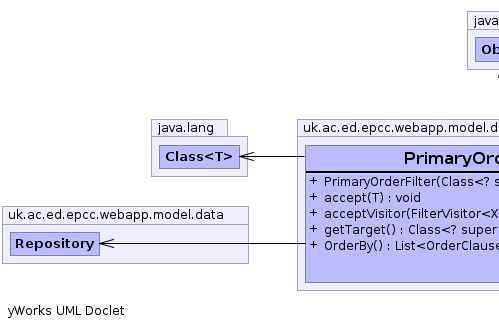 java
Ob
java.lang
Class<T>
uk.ac.ed.epcc.webapp.model.d
PrimaryOrd
+ PrimaryOrderFilter(Class<? s
+ accept(T) : void
+ acceptVisitor(FilterVisitor<X
+ getTarget() : Class<? super
+ OrderBy() : List<OrderClause
uk.ac.ed.epcc.webapp.model.data
Repository
yWorks UML Doclet